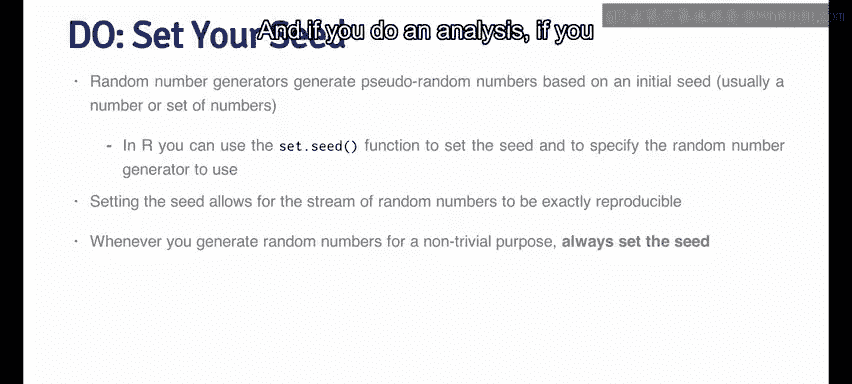 DO: Set Your Seed
And if you do an analysis, if you
· Random number generators generate pseudo-random numbers based on an initial seed (usually a
number or set of numbers)
- In R you can use the set.seed() function to set the seed and to specify the random number
generator to use
· Setting the seed allows for the stream of random numbers to be exactly reproducible
· Whenever you generate random numbers for a non-trivial purpose, always set the seed